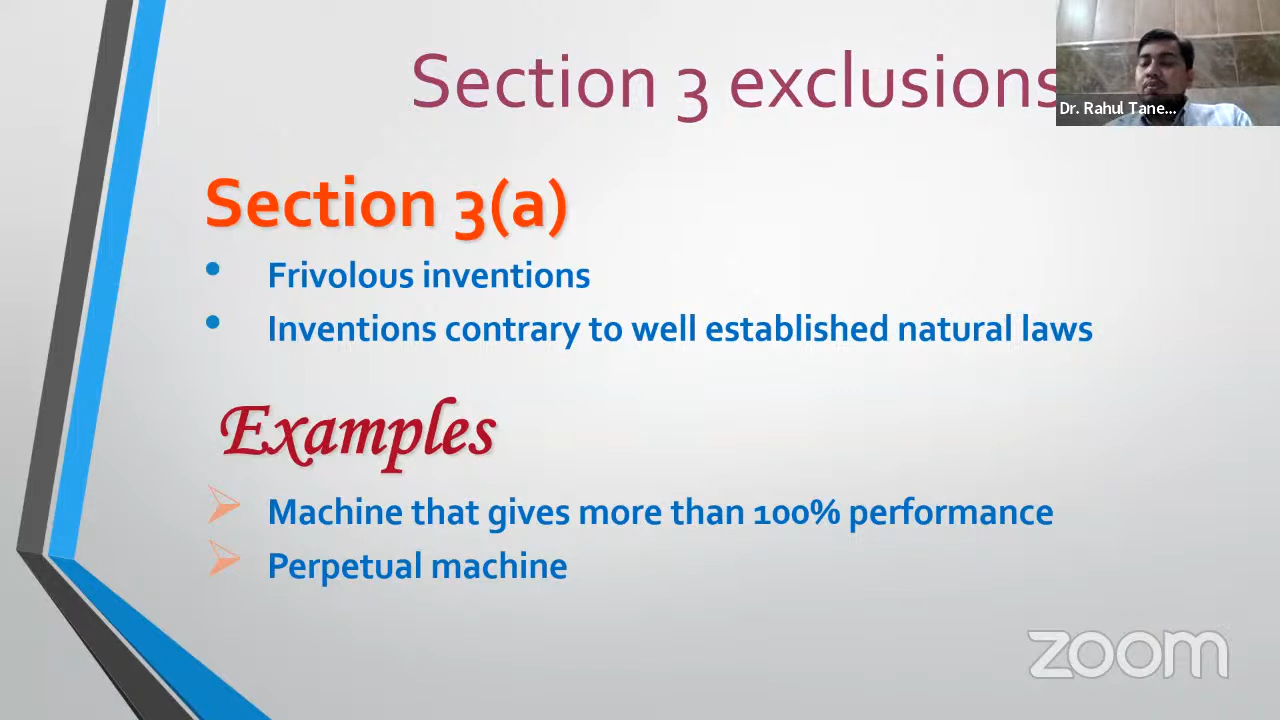 Section 3 exclusions
Dr. Rahul Tane...
Section 3(a)
• Frivolous inventions
• Inventions contrary to well established natural laws
Examples
Machine that gives more than 100% performance
Perpetual machine
zoom